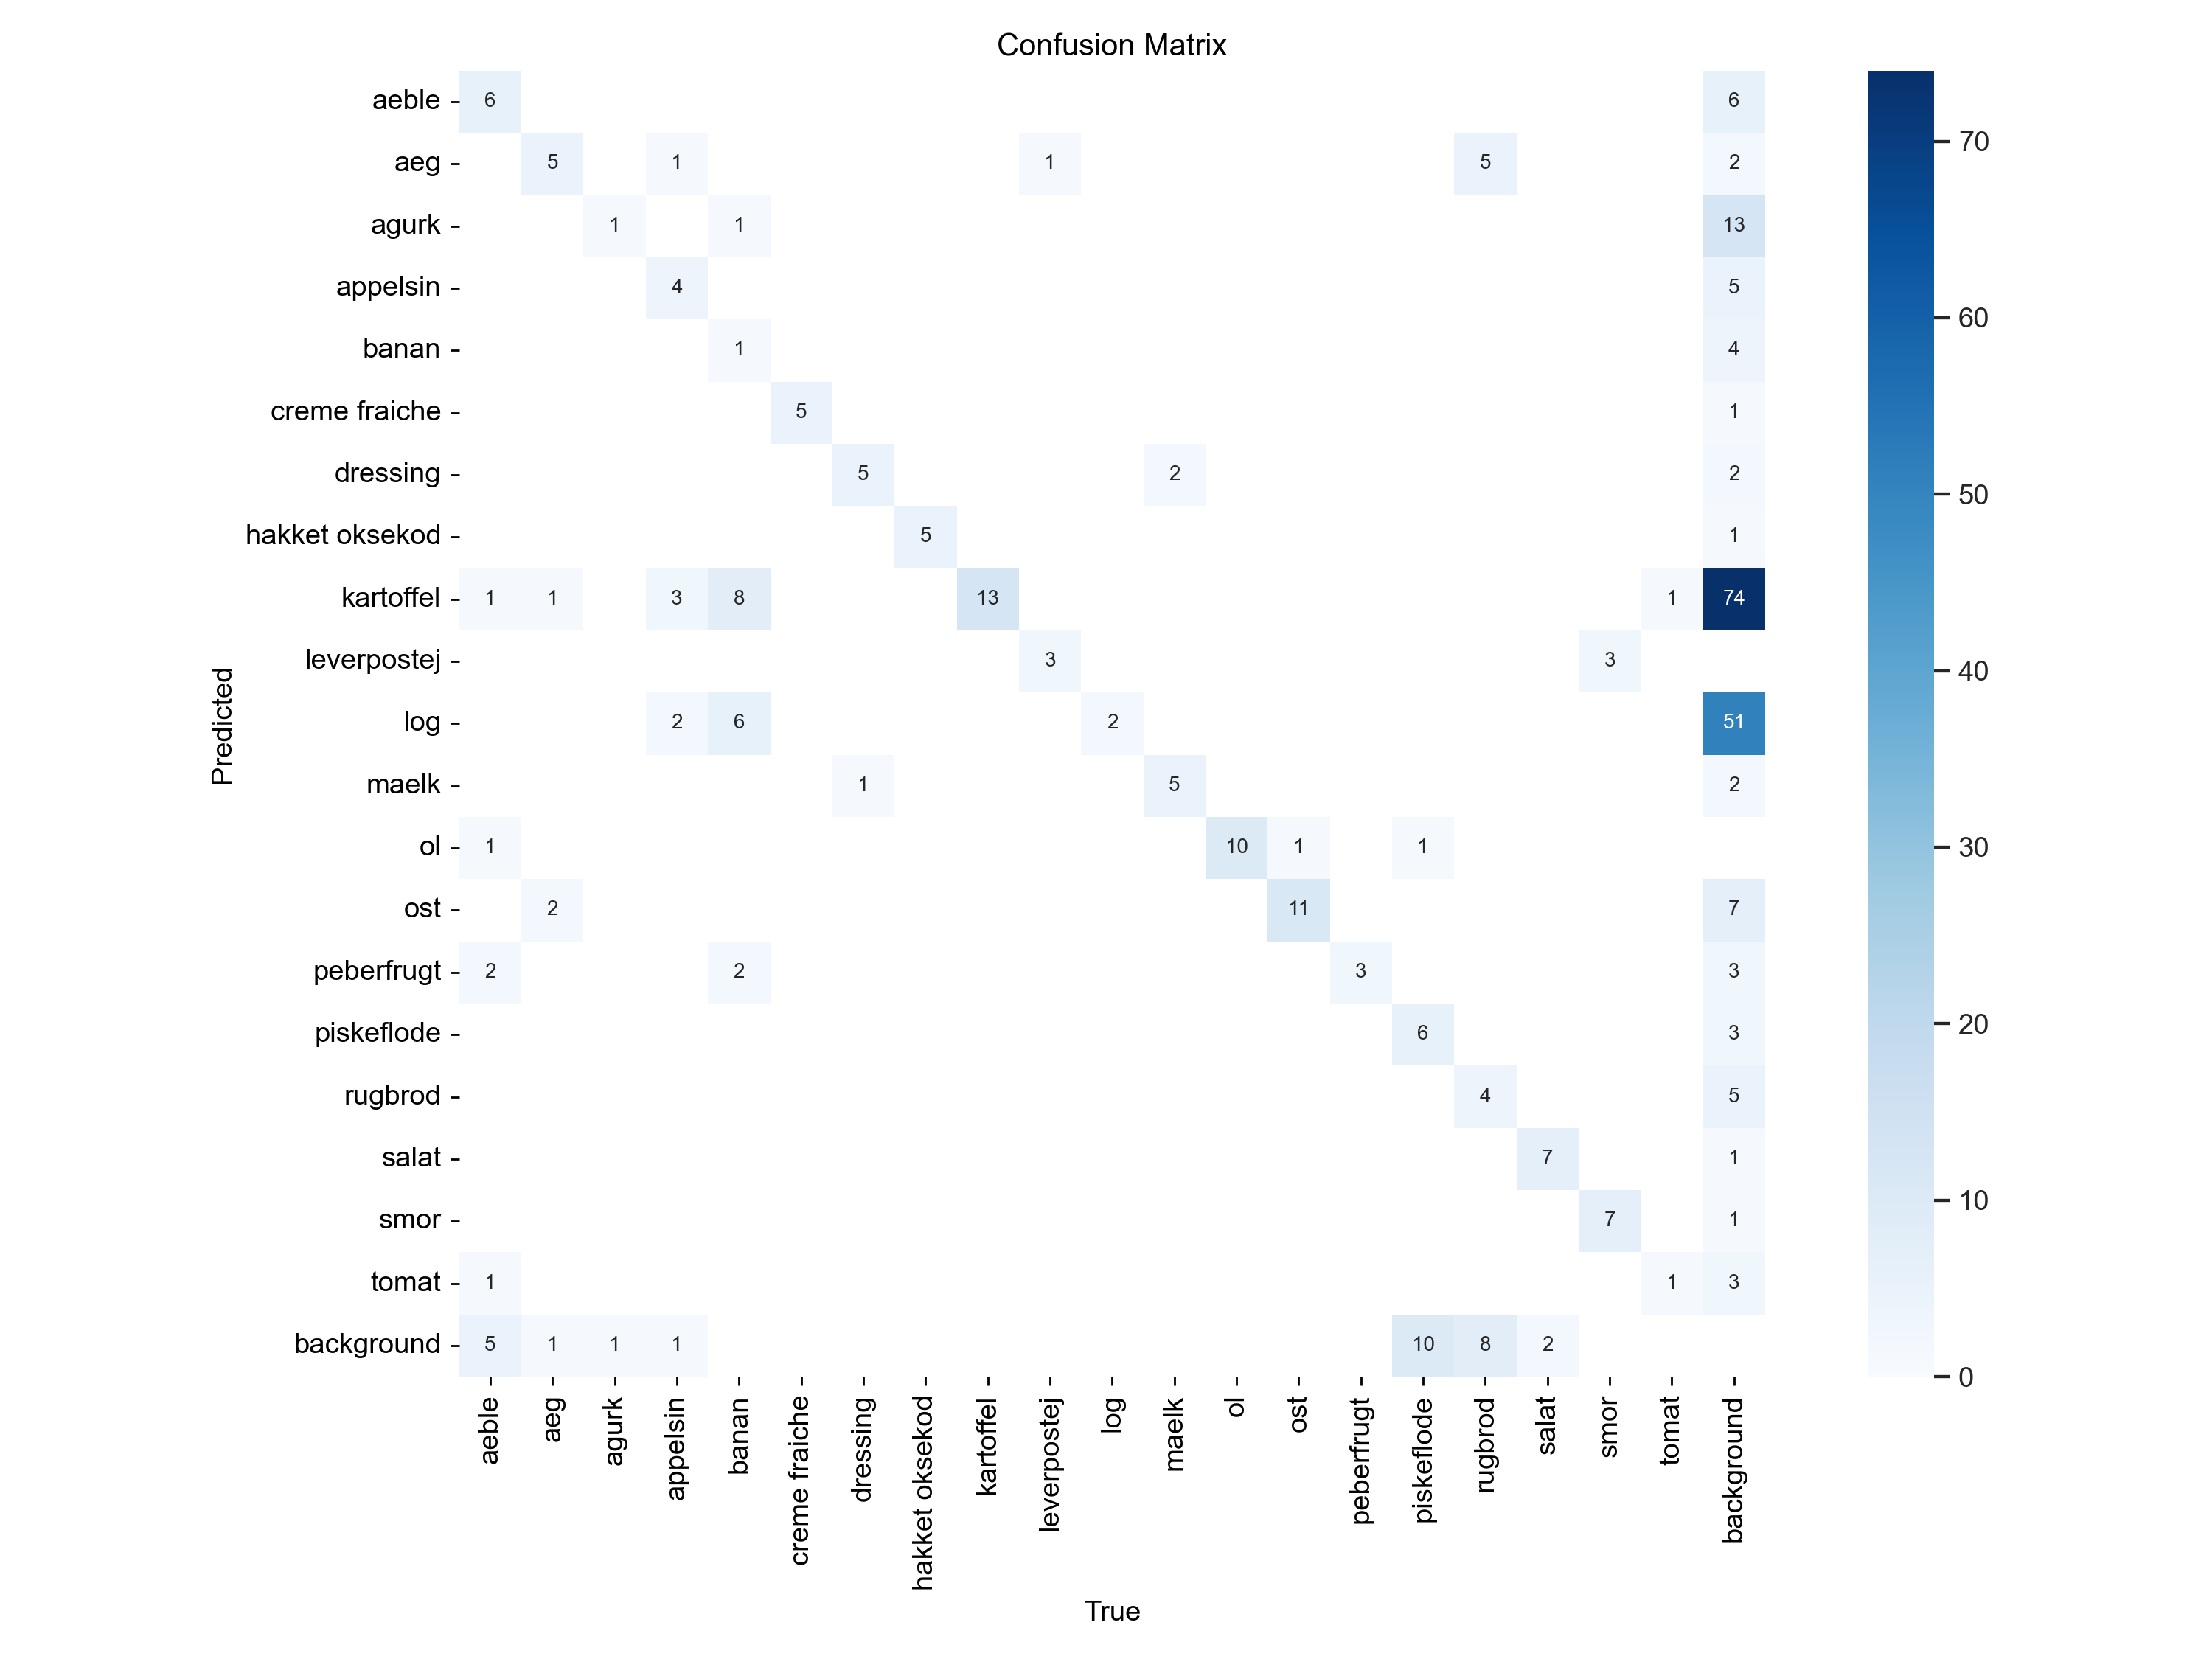 Confusion Matrix
aeble 6 6
aeg 5 1 1 5 2
agurk 1 1 13
appelsin 4 5
banan 1 4
creme fraiche 5 1
dressing 5 2 2
hakket oksekod 5 1
kartoffel 1 1 3 8 13 1 74
leverpostej 3 3
log 2 6 2 51
maelk 1 5 2
ol 1 10 1 1
ost 2 11 7
peberfrugt 2 2 3 3
piskeflode 6 3
rugbrod 4 5
salat 7 1
smor 7 1
tomat 1 1 3
background 5 1 1 1 10 8 2
Predicted
aeble aeg agurk appelsin banan creme fraiche dressing hakket oksekod kartoffel leverpostej log maelk ol ost peberfrugt piskeflode rugbrod salat smor tomat background
True
70
60
50
40
30
20
10
0